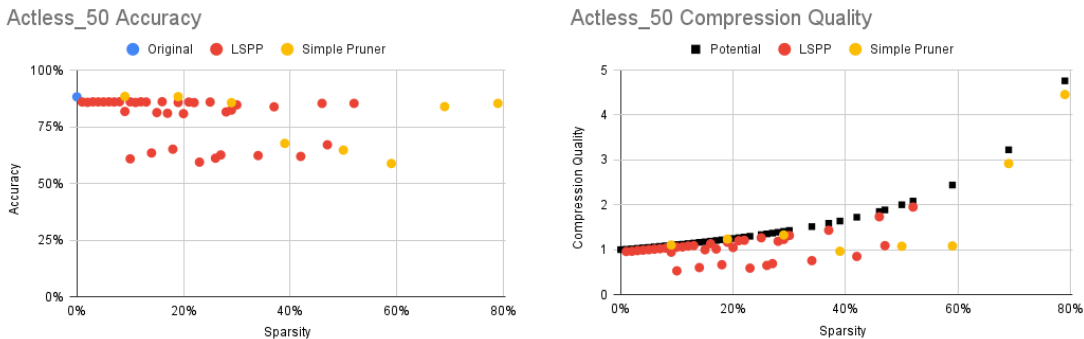 Actless_50 Accuracy
Original LSPP Simple Pruner
100%
75%
50%
25%
0%
Accuracy
0% 20% 40% 60% 80%
Sparsity
Actless_50 Compression Quality
Potential LSPP Simple Pruner
5
4
3
2
1
0
Compression Quality
0% 20% 40% 60% 80%
Sparsity